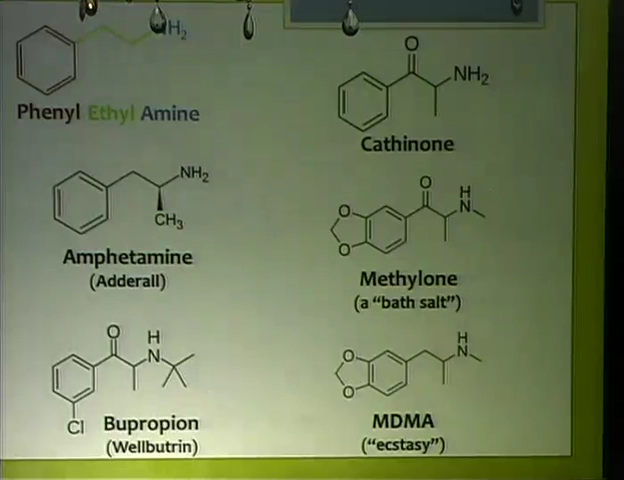 NH₂
Phenyl Ethyl Amine
O
NH₂
Cathinone
NH₂
CH₃
Amphetamine
(Adderall)
O
H
N
O
O
Methylone
(a “bath salt”)
O
H
N
Cl
Bupropion
(Wellbutrin)
H
N
O
O
MDMA
(“ecstasy”)